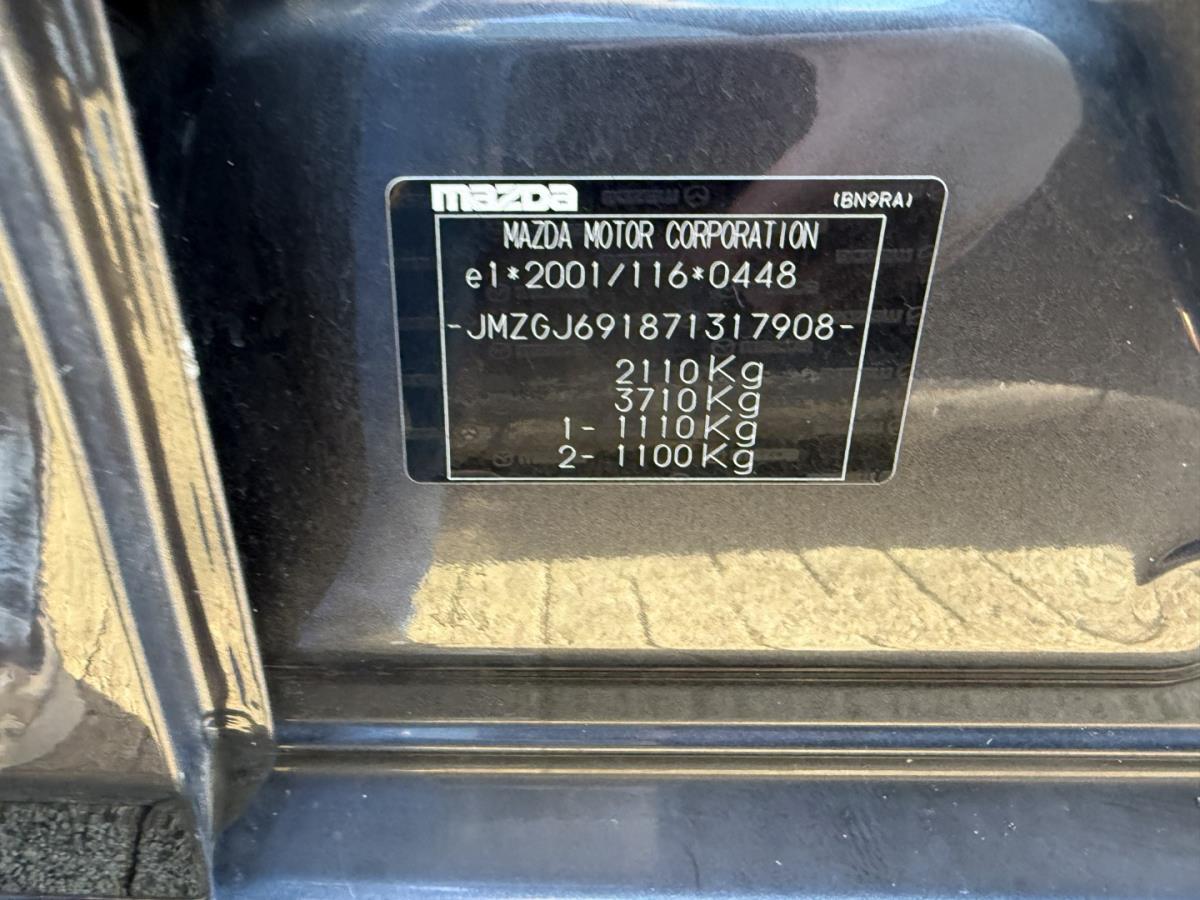 mazda (BN9RA)
MAZDA MOTOR CORPORATION
e1*2001/116*0448
-JMZGJ691871317908-
2110Kg
3710Kg
1- 1110Kg
2- 1100Kg